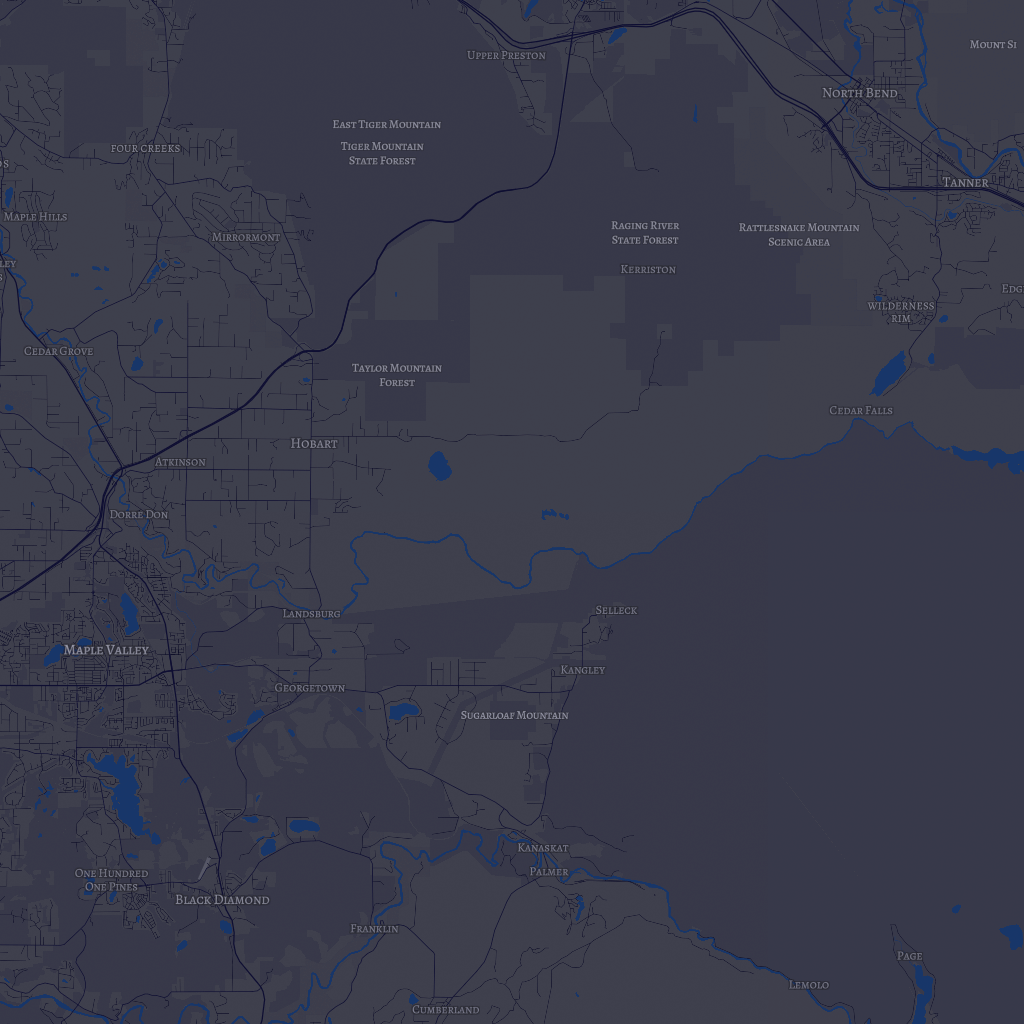 MOUNT SI
UPPER PRESTON
NORTH BEND
EAST TIGER MOUNTAIN
TIGER MOUNTAIN
STATE FOREST
FOUR CREEKS
TANNER
MAPLE HILLS
MIRRORMONT
RAGING RIVER
STATE FOREST
RATTLESNAKE MOUNTAIN
SCENIC AREA
KERRISTON
EDG
WILDERNESS
RIM
CEDAR GROVE
TAYLOR MOUNTAIN
FOREST
CEDAR FALLS
HOBART
ATKINSON
DORRE DON
LANDSBURG
SELLECK
MAPLE VALLEY
KANGLEY
GEORGETOWN
SUGARLOAF MOUNTAIN
KANASKAT
PALMER
ONE HUNDRED
ONE PINES
BLACK DIAMOND
FRANKLIN
PAGE
LEMOLO
CUMBERLAND